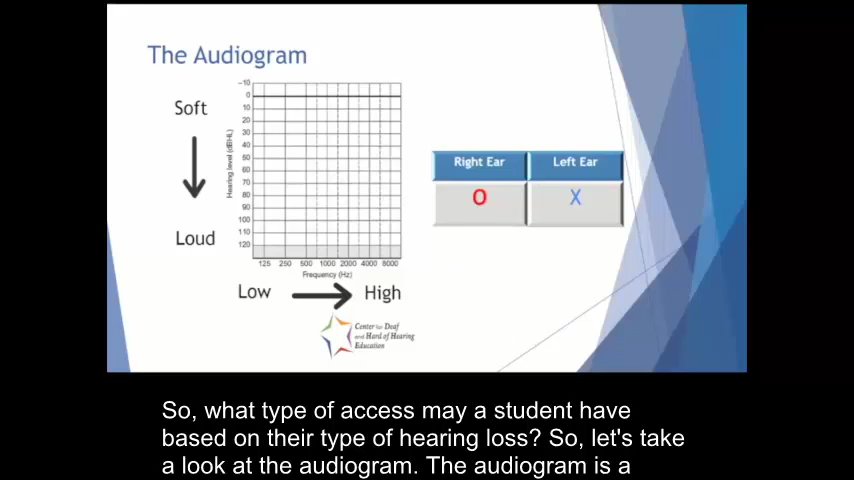 The Audiogram
Soft
Loud
Hearing level (dBHL)
-10
0
10
20
30
40
50
60
70
80
90
100
110
120
125 250 500 1000 2000 4000 8000
Frequency (Hz)
Low High
Right Ear Left Ear
O X
Center for Deaf
and Hard of Hearing
Education
So, what type of access may a student have
based on their type of hearing loss? So, let's take
a look at the audiogram. The audiogram is a